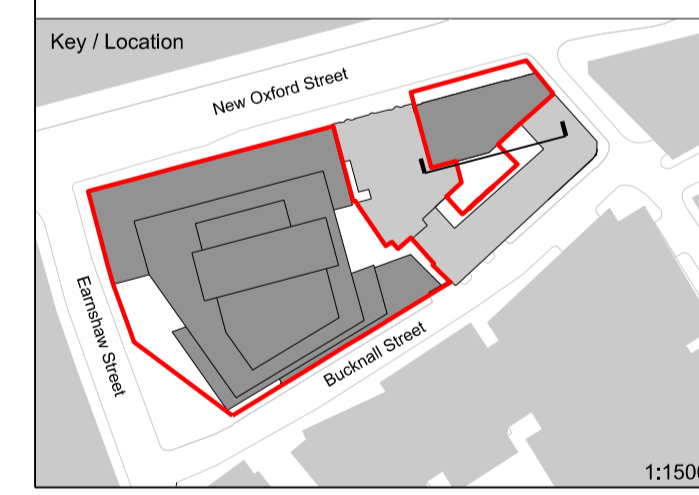 Key / Location
New Oxford Street
Earnshaw Street
Bucknall Street
1:1500